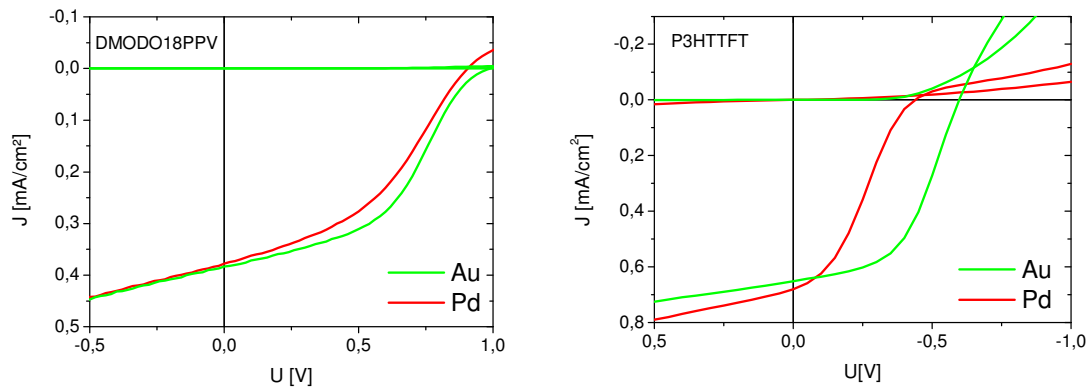 DMODO18PPV
-0,1
0,0
0,1
0,2
0,3
0,4
0,5
J [mA/cm²]
-0,5
0,0
0,5
1,0
U [V]
Au
Pd
P3HTTFT
-0,2
0,0
0,2
0,4
0,6
0,8
J [mA/cm²]
0,5
0,0
-0,5
-1,0
U[V]
Au
Pd